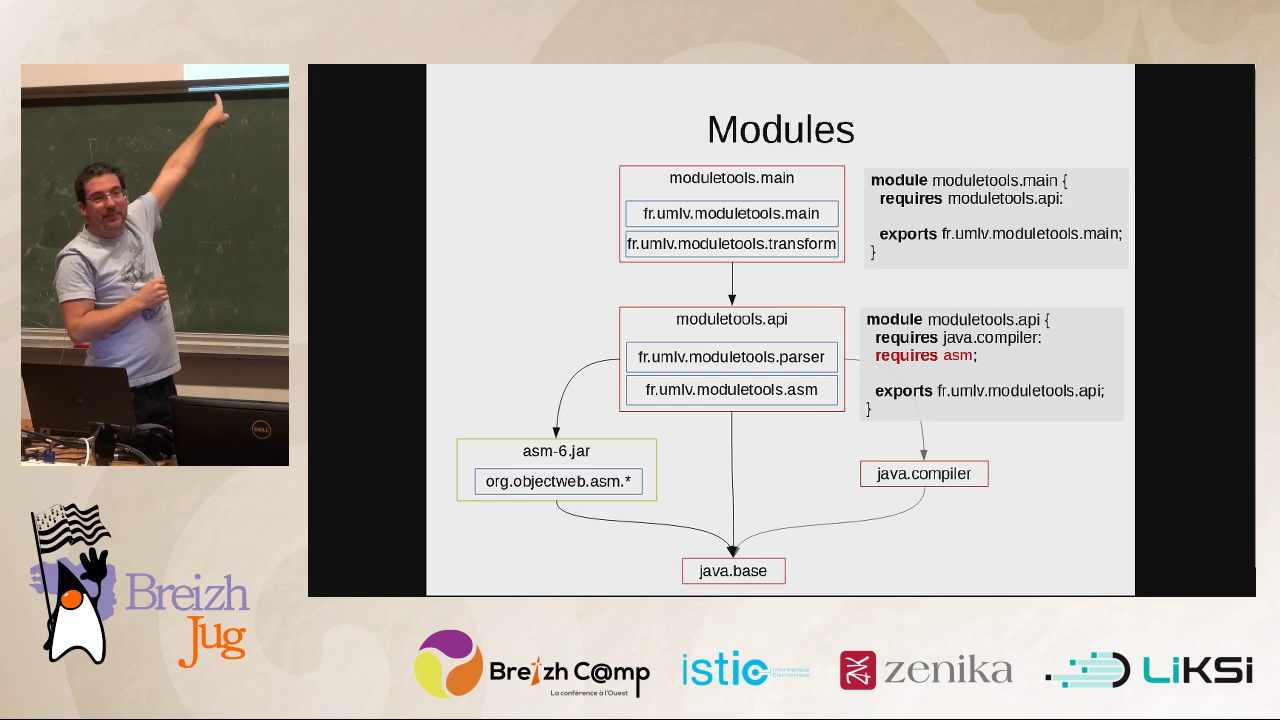 Modules
moduletools.main
fr.umlv.moduletools.main
fr.umlv.moduletools.transform
module moduletools.main {
requires moduletools.api:
exports fr.umlv.moduletools.main;
}
moduletools.api
fr.umlv.moduletools.parser
fr.umlv.moduletools.asm
module moduletools.api {
requires java.compiler:
requires asm;
exports fr.umlv.moduletools.api;
}
asm-6.jar
org.objectweb.asm.*
java.compiler
java.base
DELL
Breizh
Jug
Breizh C@mp
La conférence à l'Ouest
istic
Informatique
Électronique
zenika
LiKSi